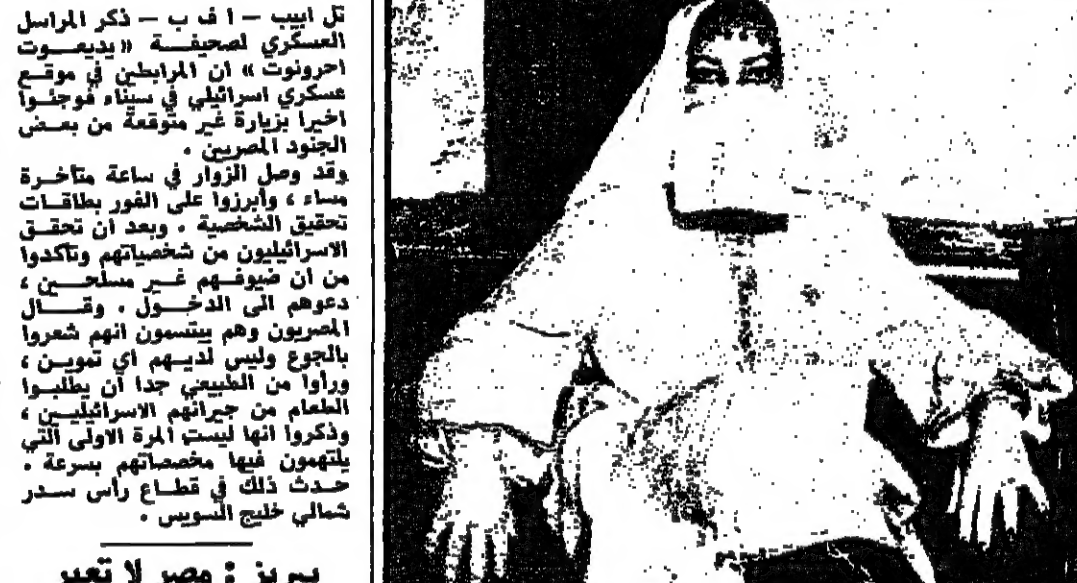 تل ابيب — ا ف ب — ذكر المراسل
العسكري لصحيفة « يديعوت
احرونوت » ان المرابطين في موقع
عسكري اسرائيلي في سيناء فوجئوا
اخيرا بزيارة غير متوقعة من بعض
الجنود المصريين .
وقد وصل الزوار في ساعة متأخرة
مساء ، وأبرزوا على الفور بطاقات
تحقيق الشخصية . وبعد ان تحقق
الاسرائيليون من شخصياتهم وتأكدوا
من ان ضيوفهم غير مسلحين ،
دعوهم الى الدخول . وقال
المصريون وهم يبتسمون انهم شعروا
بالجوع وليس لديهم اي تموين ،
ورأوا من الطبيعي جدا ان يطلبوا
الطعام من جيرانهم الاسرائيليين ،
وذكروا انها ليست المرة الاولى التي
يلتهمون فيها مخصصاتهم بسرعة .
حدث ذلك في قطاع راس سدر
شمالي خليج السويس .
بيريز : مصر لا تعير